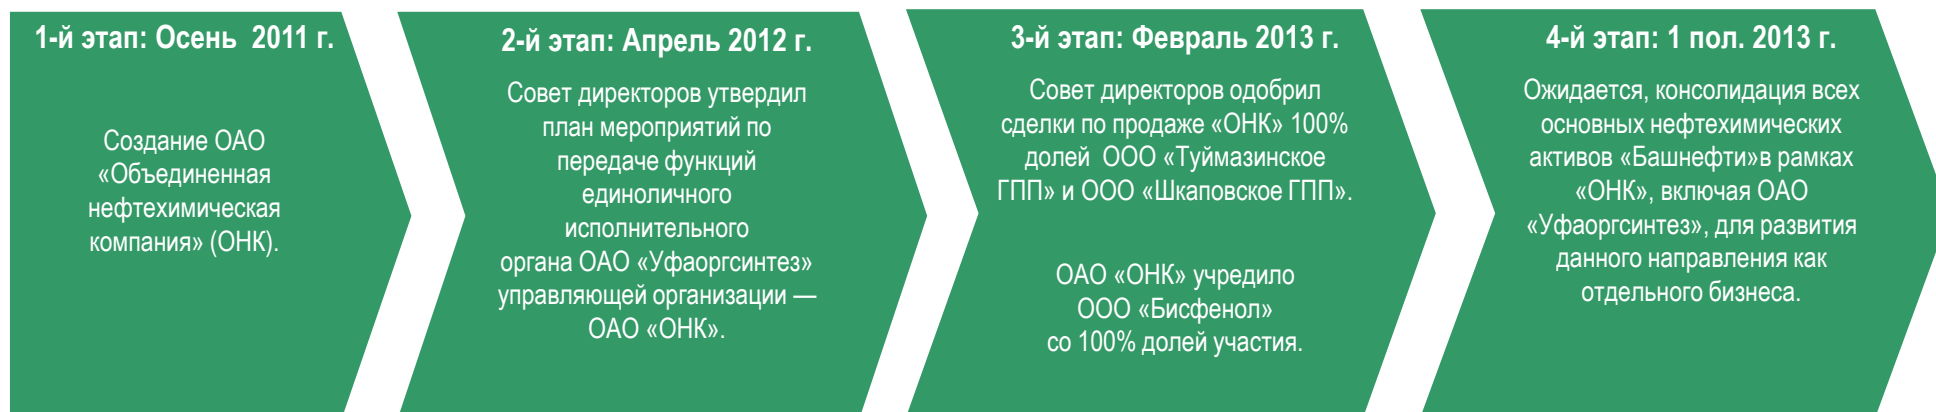 1-й этап: Осень 2011 г.
Создание ОАО
«Объединенная
нефтехимическая
компания» (ОНК).
2-й этап: Апрель 2012 г.
Совет директоров утвердил
план мероприятий по
передаче функций
единоличного
исполнительного
органа ОАО «Уфаоргсинтез»
управляющей организации —
ОАО «ОНК».
3-й этап: Февраль 2013 г.
Совет директоров одобрил
сделки по продаже «ОНК» 100%
долей ООО «Туймазинское
ГПП» и ООО «Шкаповское ГПП».
ОАО «ОНК» учредило
ООО «Бисфенол»
со 100% долей участия.
4-й этап: 1 пол. 2013 г.
Ожидается, консолидация всех
основных нефтехимических
активов «Башнефти»в рамках
«ОНК», включая ОАО
«Уфаоргсинтез», для развития
данного направления как
отдельного бизнеса.